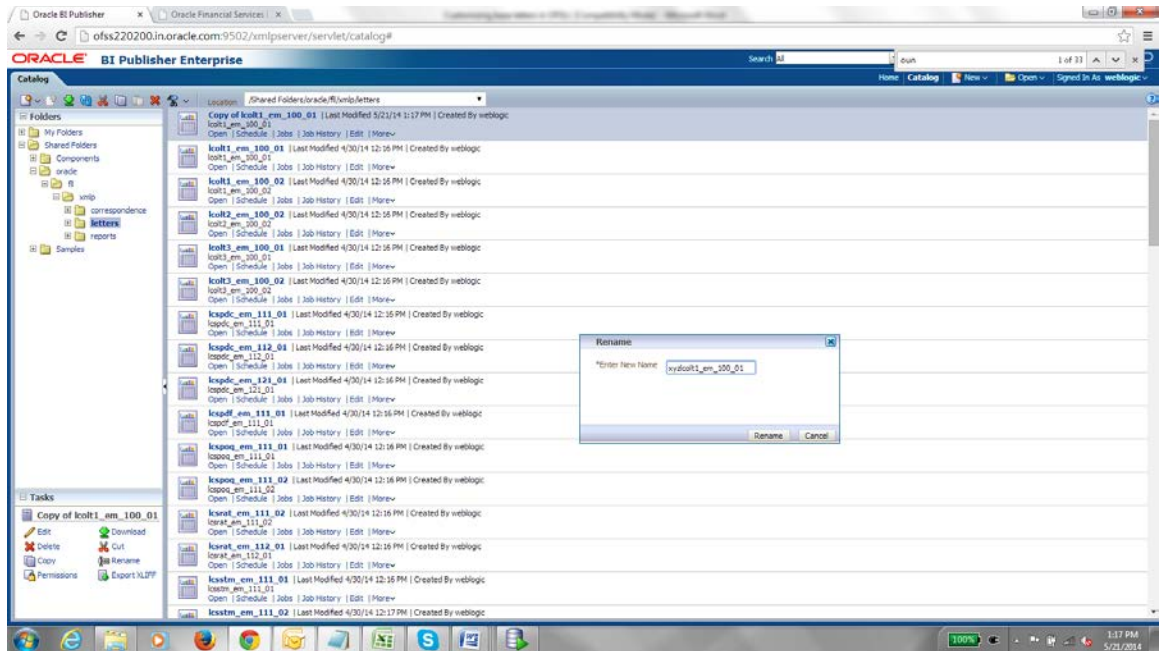 Oracle BI Publisher
Oracle Financial Services
ofss220200.in.oracle.com:9502/xmlpserver/servlet/catalog#
ORACLE BI Publisher Enterprise
Search All
oun
1 of 33
Catalog
Home Catalog New Open Signed In As weblogic
Location /Shared Folders/oracle/fll/xmlp/letters
Folders
My Folders
Shared Folders
Components
oracle
fll
xmlp
correspondence
letters
reports
Samples
Copy of lcolt1_em_100_01 | Last Modified 5/21/14 1:17 PM | Created By weblogic
lcolt1_em_100_01
Open | Schedule | Jobs | Job History | Edit | More
lcolt1_em_100_01 | Last Modified 4/30/14 12:16 PM | Created By weblogic
lcolt1_em_100_01
Open | Schedule | Jobs | Job History | Edit | More
lcolt1_em_100_02 | Last Modified 4/30/14 12:16 PM | Created By weblogic
lcolt1_em_100_02
Open | Schedule | Jobs | Job History | Edit | More
lcolt2_em_100_02 | Last Modified 4/30/14 12:16 PM | Created By weblogic
lcolt2_em_100_02
Open | Schedule | Jobs | Job History | Edit | More
lcolt3_em_100_01 | Last Modified 4/30/14 12:16 PM | Created By weblogic
lcolt3_em_100_01
Open | Schedule | Jobs | Job History | Edit | More
lcolt3_em_100_02 | Last Modified 4/30/14 12:16 PM | Created By weblogic
lcolt3_em_100_02
Open | Schedule | Jobs | Job History | Edit | More
lcspdc_em_111_01 | Last Modified 4/30/14 12:16 PM | Created By weblogic
lcspdc_em_111_01
Open | Schedule | Jobs | Job History | Edit | More
lcspdc_em_112_01 | Last Modified 4/30/14 12:16 PM | Created By weblogic
lcspdc_em_112_01
Open | Schedule | Jobs | Job History | Edit | More
lcspdc_em_121_01 | Last Modified 4/30/14 12:16 PM | Created By weblogic
lcspdc_em_121_01
Open | Schedule | Jobs | Job History | Edit | More
lcspdf_em_111_01 | Last Modified 4/30/14 12:16 PM | Created By weblogic
lcspdf_em_111_01
Open | Schedule | Jobs | Job History | Edit | More
lcspoq_em_111_01 | Last Modified 4/30/14 12:16 PM | Created By weblogic
lcspoq_em_111_01
Open | Schedule | Jobs | Job History | Edit | More
lcspoq_em_111_02 | Last Modified 4/30/14 12:16 PM | Created By weblogic
lcspoq_em_111_02
Open | Schedule | Jobs | Job History | Edit | More
lcsrat_em_111_02 | Last Modified 4/30/14 12:16 PM | Created By weblogic
lcsrat_em_111_02
Open | Schedule | Jobs | Job History | Edit | More
lcsrat_em_112_01 | Last Modified 4/30/14 12:16 PM | Created By weblogic
lcsrat_em_112_01
Open | Schedule | Jobs | Job History | Edit | More
lcsstm_em_111_01 | Last Modified 4/30/14 12:16 PM | Created By weblogic
lcsstm_em_111_01
Open | Schedule | Jobs | Job History | Edit | More
lcsstm_em_111_02 | Last Modified 4/30/14 12:17 PM | Created By weblogic
Rename
*Enter New Name xyzlcolt1_em_100_01
Rename Cancel
Tasks
Copy of lcolt1_em_100_01
Edit Download
Delete Cut
Copy Rename
Permissions Export XLIFF
100%
1:17 PM
5/21/2014